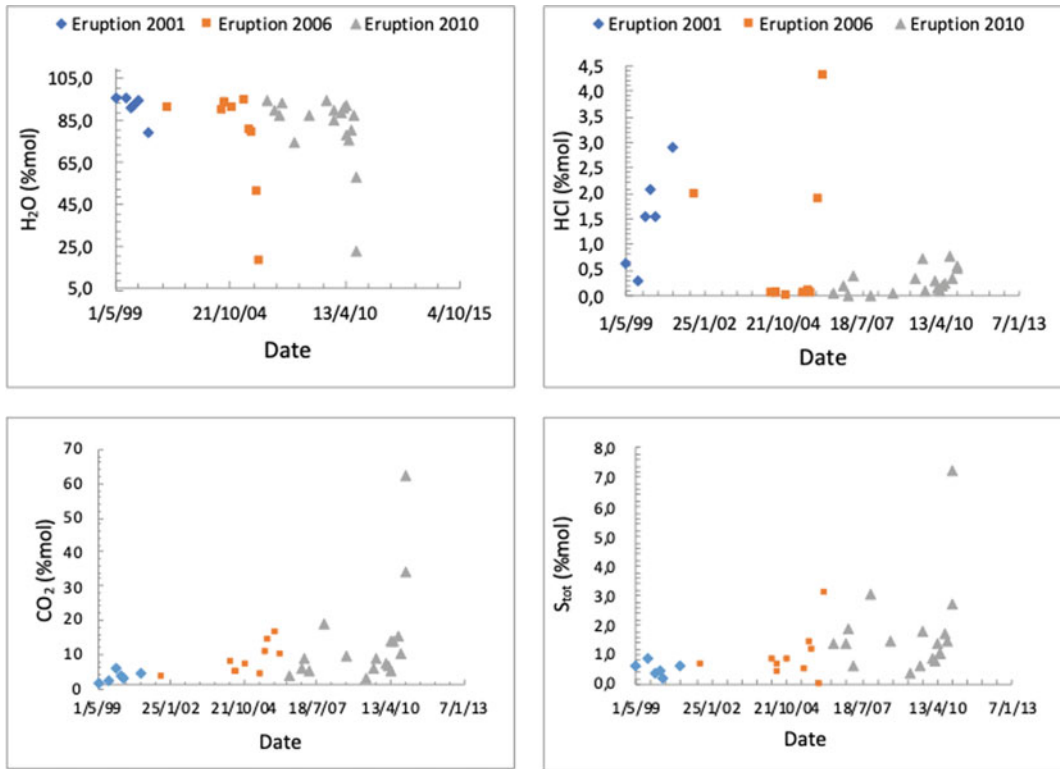 Eruption 2001 Eruption 2006 Eruption 2010
105,0
85,0
65,0
45,0
25,0
5,0
H₂O (%mol)
1/5/99 21/10/04 13/4/10 4/10/15
Date
Eruption 2001 Eruption 2006 Eruption 2010
4,5
4,0
3,5
3,0
2,5
2,0
1,5
1,0
0,5
0,0
HCl (%mol)
1/5/99 25/1/02 21/10/04 18/7/07 13/4/10 7/1/13
Date
70
60
50
40
30
20
10
0
CO₂ (%mol)
1/5/99 25/1/02 21/10/04 18/7/07 13/4/10 7/1/13
Date
8,0
7,0
6,0
5,0
4,0
3,0
2,0
1,0
0,0
Sₜₒₜ (%mol)
1/5/99 25/1/02 21/10/04 18/7/07 13/4/10 7/1/13
Date